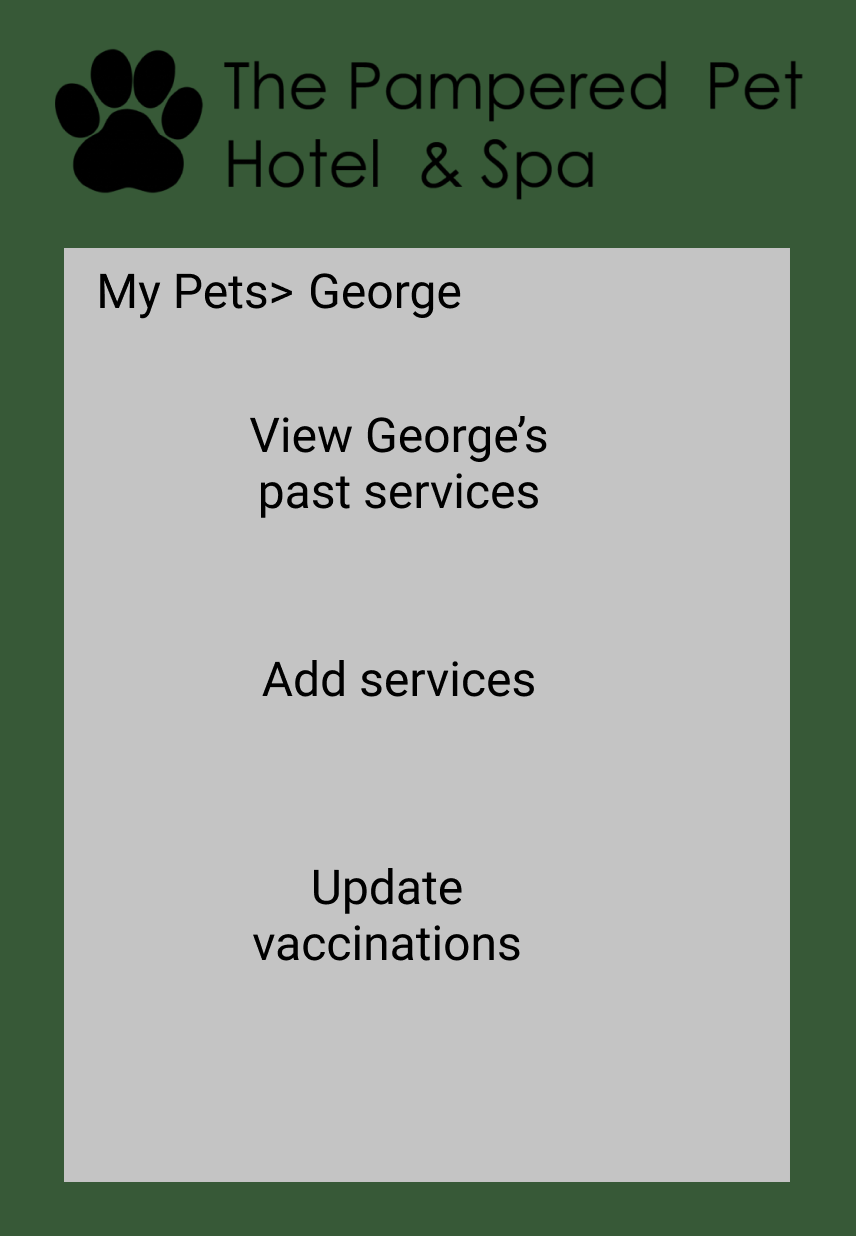 The Pampered Pet
Hotel & Spa
My Pets> George
View George’s
past services
Add services
Update
vaccinations